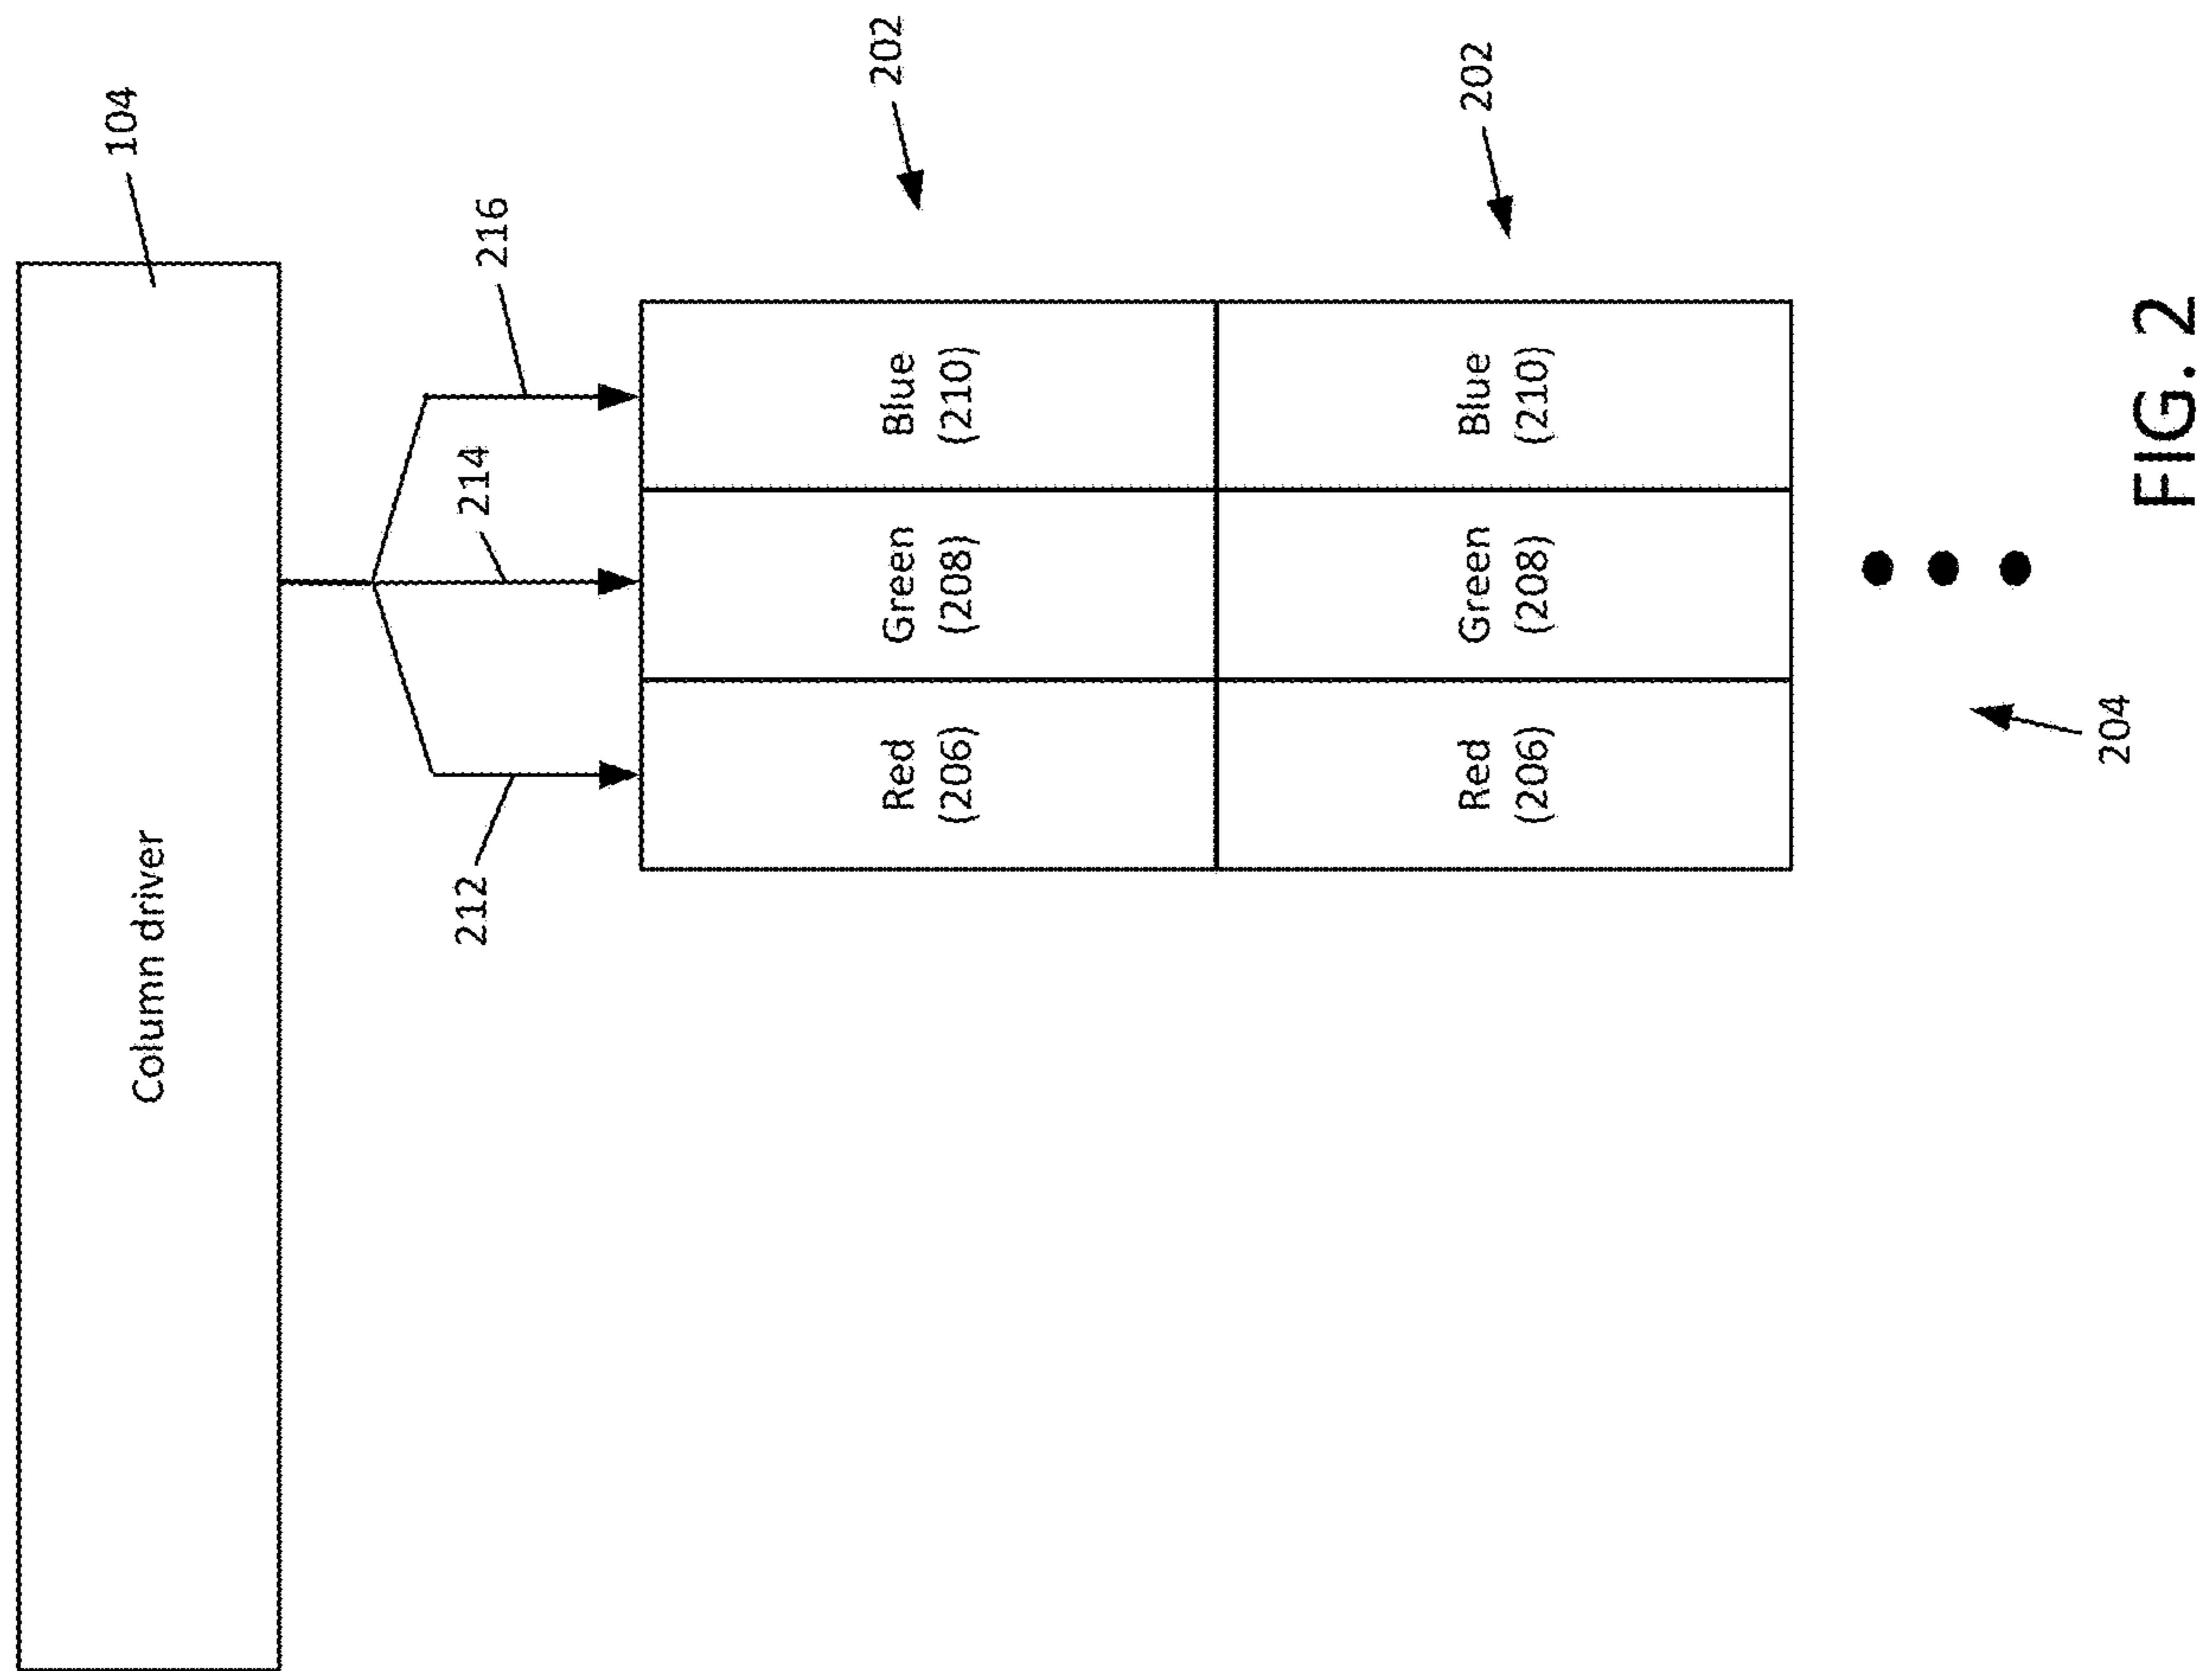 Column driver
104
212
214
216
Red
(206)
Green
(208)
Blue
(210)
202
Red
(206)
Green
(208)
Blue
(210)
202
204
FIG. 2